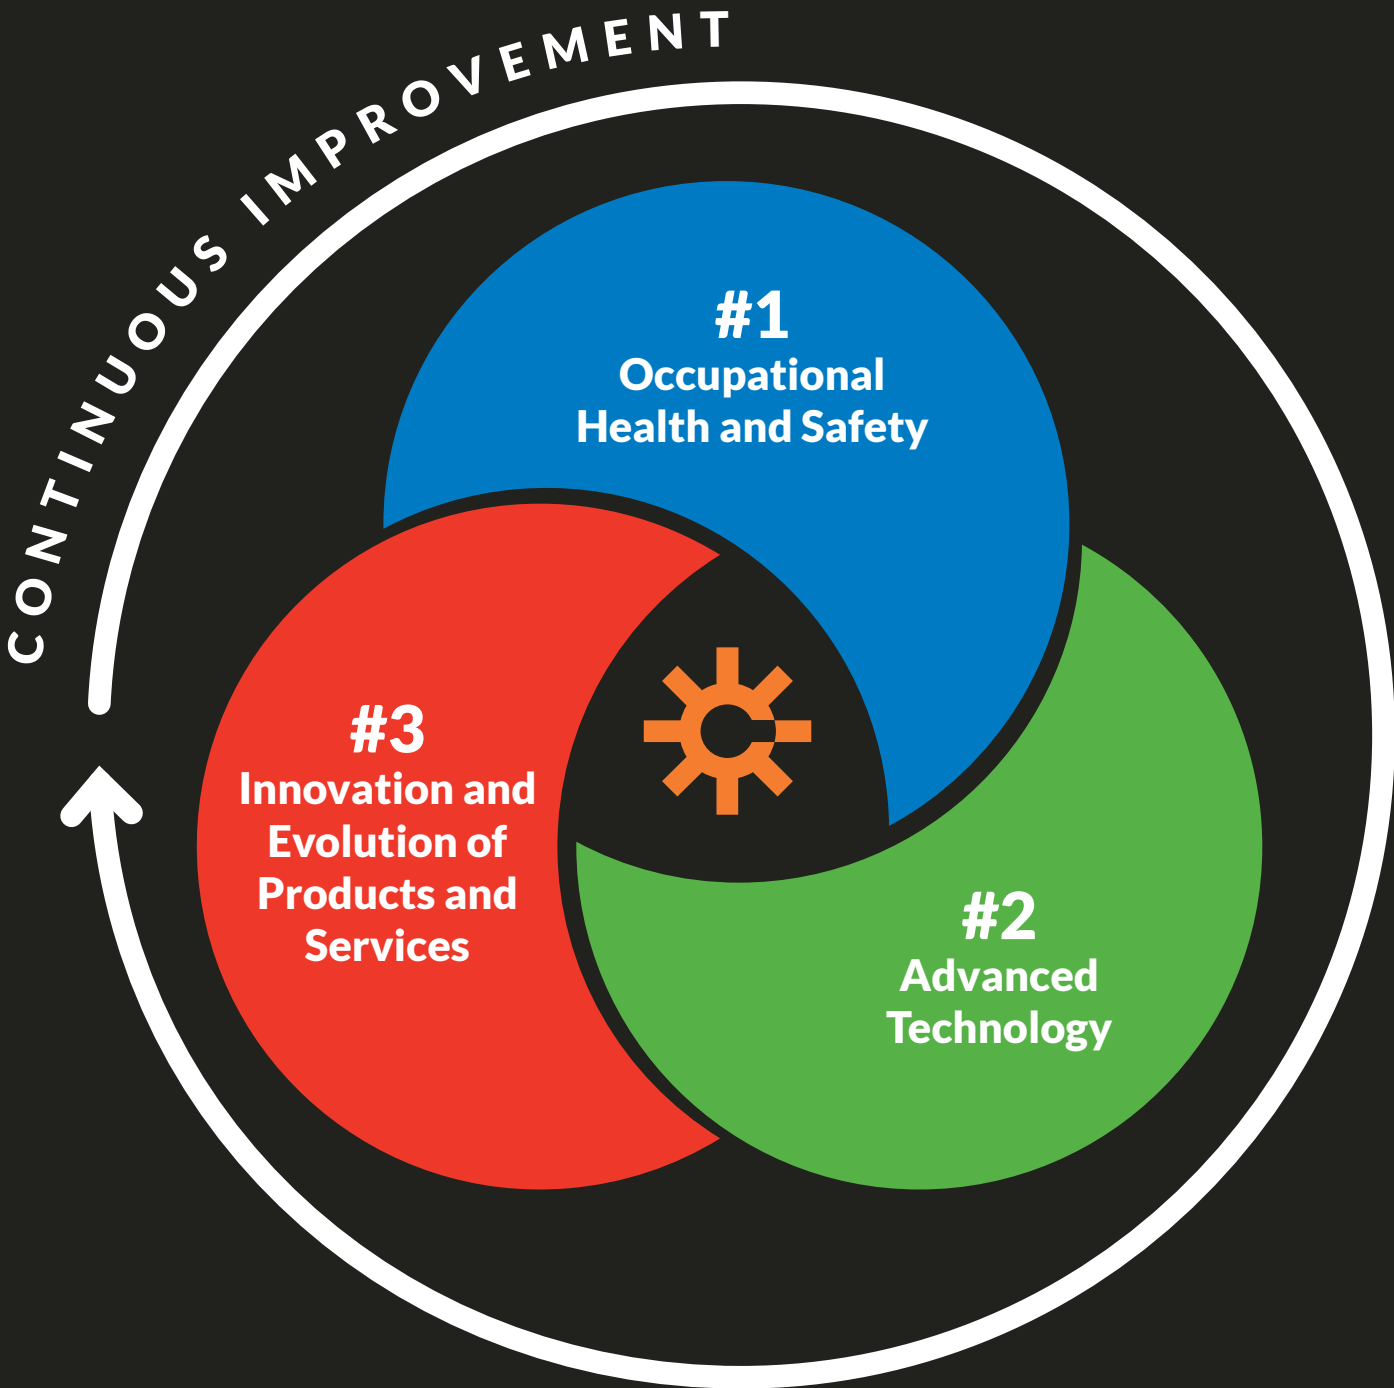 CONTINUOUS IMPROVEMENT
#1
Occupational
Health and Safety
#3
Innovation and
Evolution of
Products and
Services
#2
Advanced
Technology